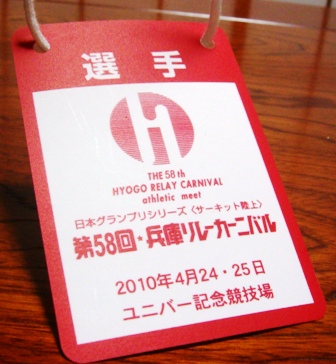 選手
THE 58th
HYOGO RELAY CARNIVAL
athletic meet
日本グランプリシリーズ〈サーキット陸上〉
第58回★兵庫リレーカーニバル
2010年4月24・25日
ユニバー記念競技場